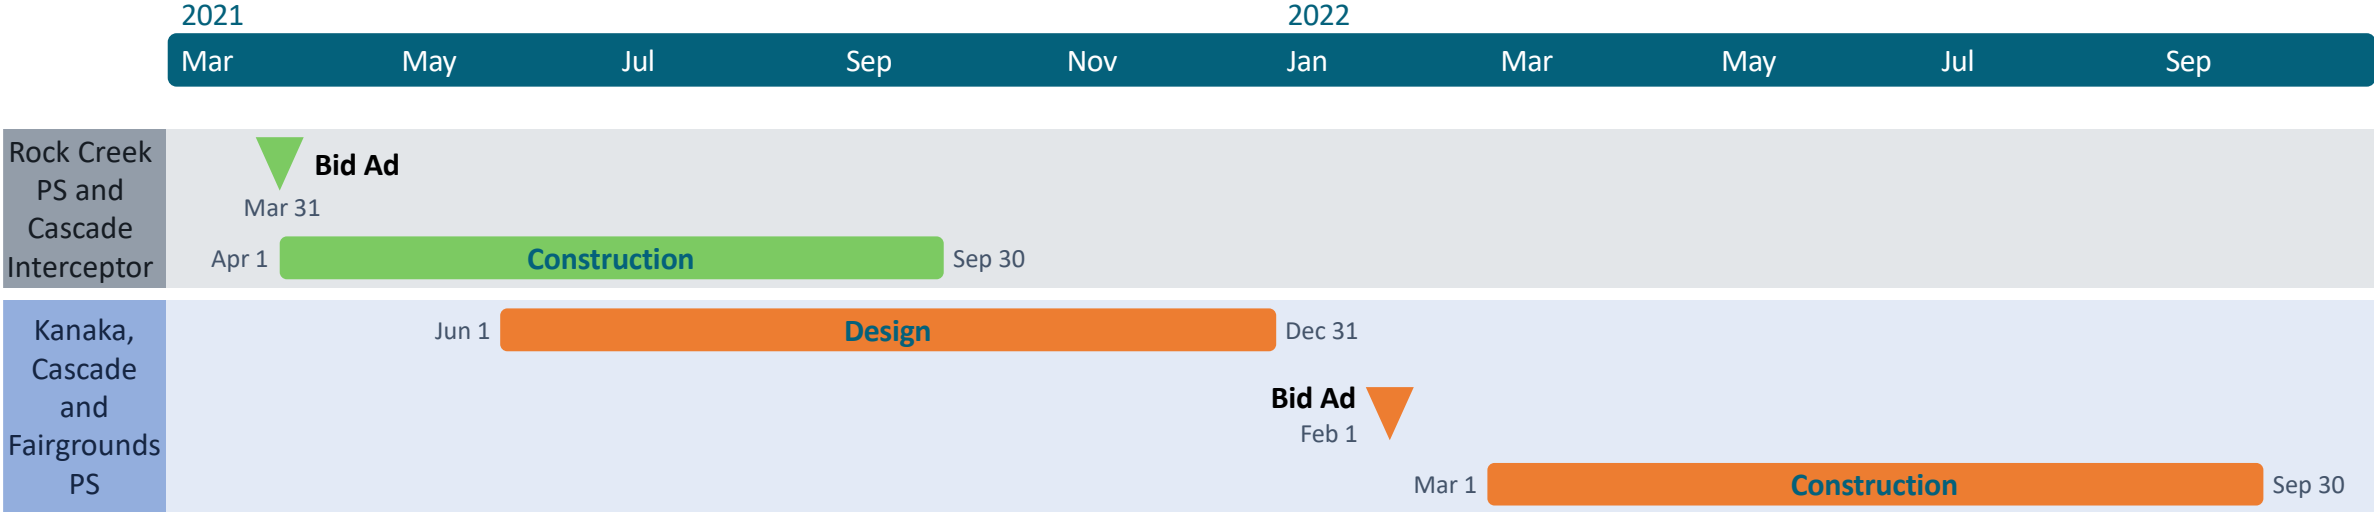 2021 2022
Mar May Jul Sep Nov Jan Mar May Jul Sep
Rock Creek
PS and
Cascade
Interceptor
Bid Ad
Mar 31
Apr 1 Construction Sep 30
Kanaka,
Cascade
and
Fairgrounds
PS
Jun 1 Design Dec 31
Bid Ad
Feb 1
Mar 1 Construction Sep 30